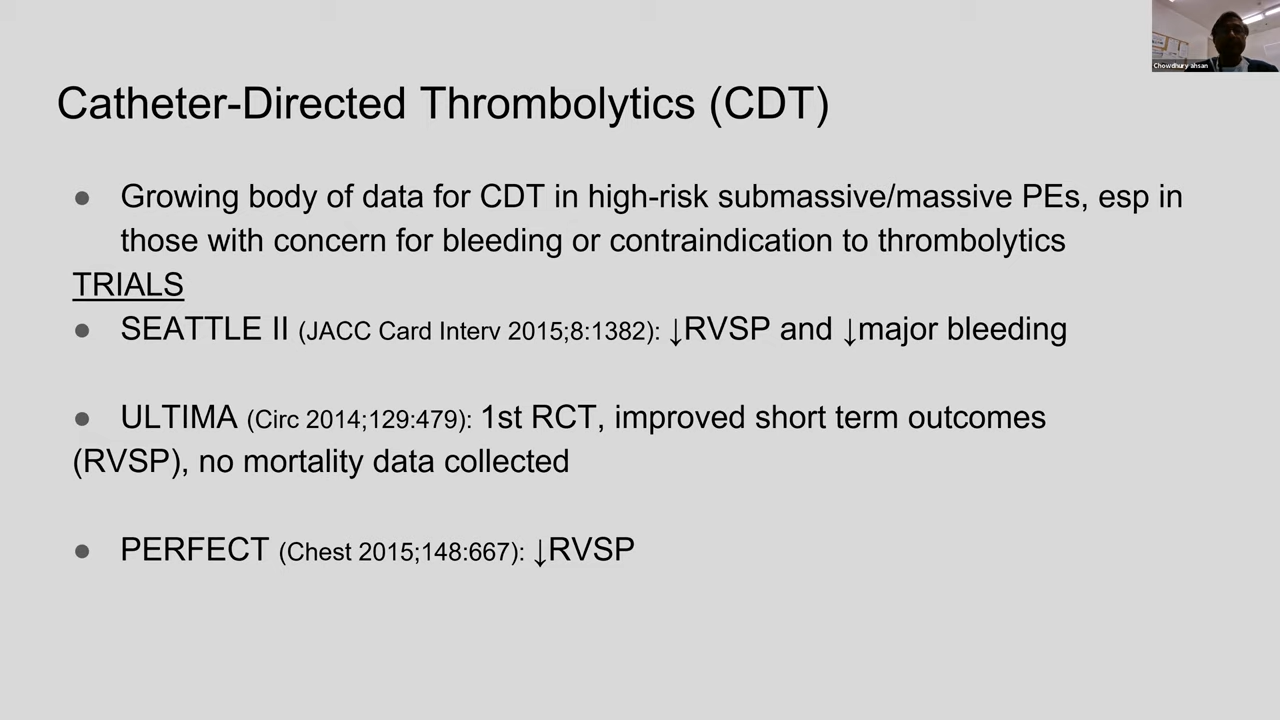 Chowdhury ahsan
Catheter-Directed Thrombolytics (CDT)
● Growing body of data for CDT in high-risk submassive/massive PEs, esp in
those with concern for bleeding or contraindication to thrombolytics
TRIALS
● SEATTLE II (JACC Card Interv 2015;8:1382): ↓RVSP and ↓major bleeding
● ULTIMA (Circ 2014;129:479): 1st RCT, improved short term outcomes
(RVSP), no mortality data collected
● PERFECT (Chest 2015;148:667): ↓RVSP